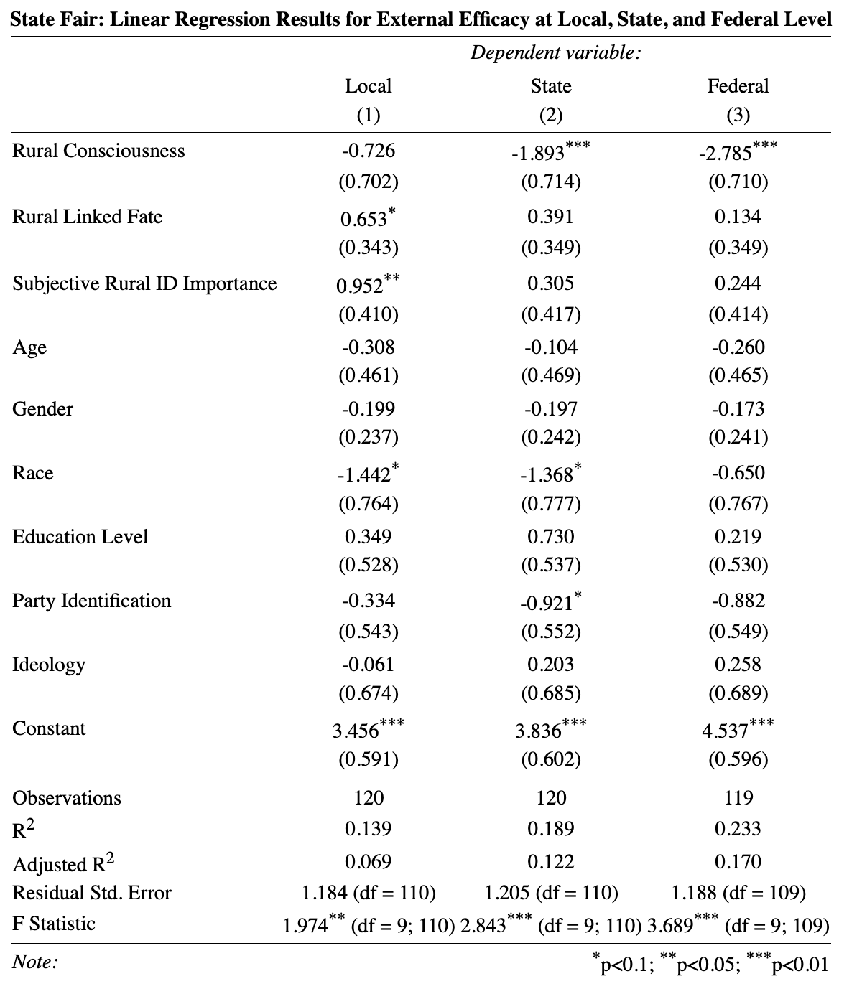 State Fair: Linear Regression Results for External Efficacy at Local, State, and Federal Level
Dependent variable:
Local State Federal
(1) (2) (3)
Rural Consciousness -0.726 -1.893*** -2.785***
(0.702) (0.714) (0.710)
Rural Linked Fate 0.653* 0.391 0.134
(0.343) (0.349) (0.349)
Subjective Rural ID Importance 0.952** 0.305 0.244
(0.410) (0.417) (0.414)
Age -0.308 -0.104 -0.260
(0.461) (0.469) (0.465)
Gender -0.199 -0.197 -0.173
(0.237) (0.242) (0.241)
Race -1.442* -1.368* -0.650
(0.764) (0.777) (0.767)
Education Level 0.349 0.730 0.219
(0.528) (0.537) (0.530)
Party Identification -0.334 -0.921* -0.882
(0.543) (0.552) (0.549)
Ideology -0.061 0.203 0.258
(0.674) (0.685) (0.689)
Constant 3.456*** 3.836*** 4.537***
(0.591) (0.602) (0.596)
Observations 120 120 119
R² 0.139 0.189 0.233
Adjusted R² 0.069 0.122 0.170
Residual Std. Error 1.184 (df = 110) 1.205 (df = 110) 1.188 (df = 109)
F Statistic 1.974** (df = 9; 110) 2.843*** (df = 9; 110) 3.689*** (df = 9; 109)
Note: *p<0.1; **p<0.05; ***p<0.01